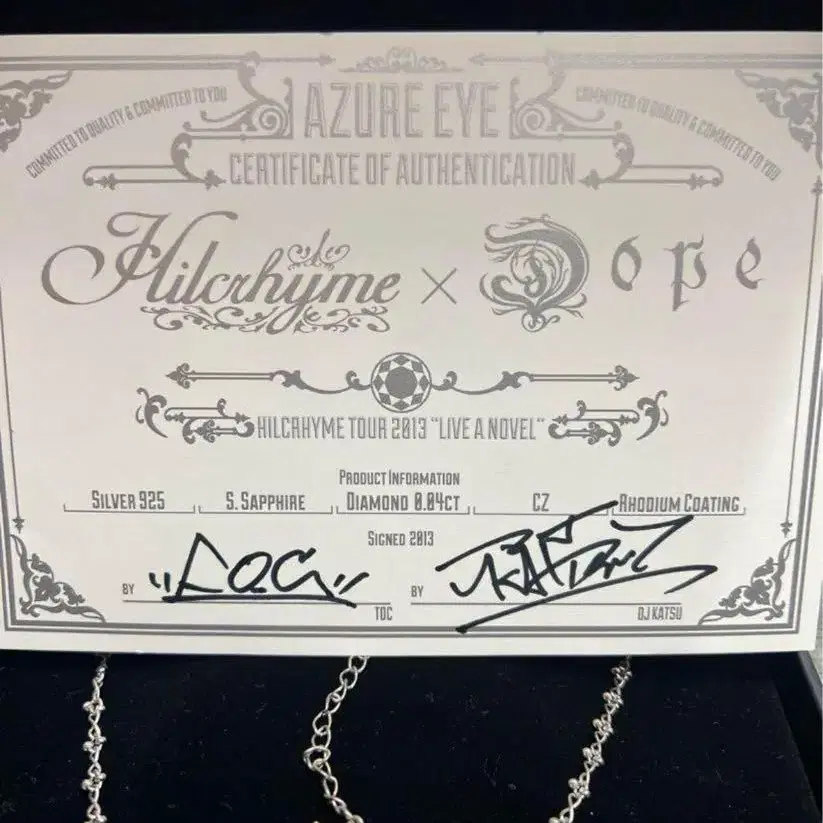 COMMITTED TO QUALITY & COMMITTED TO YOU
AZURE EYE
COMMITTED TO QUALITY & COMMITTED TO YOU
CERTIFICATE OF AUTHENTICATION
Hilcrhyme × Dope
HILCRHYME TOUR 2013 "LIVE A NOVEL"
PRODUCT INFORMATION
SILVER 925 S. SAPPHIRE DIAMOND 0.04CT CZ RHODIUM COATING
SIGNED 2013
BY BY
TOC DJ KATSU